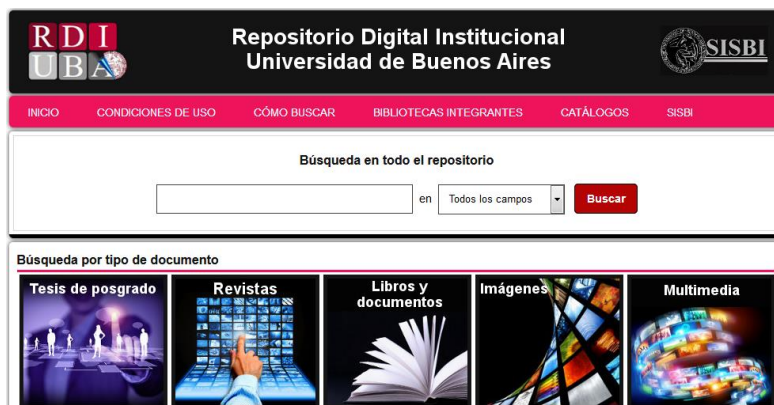 RDI
UBA
Repositorio Digital Institucional
Universidad de Buenos Aires
SISBI
INICIO CONDICIONES DE USO CÓMO BUSCAR BIBLIOTECAS INTEGRANTES CATÁLOGOS SISBI
Búsqueda en todo el repositorio
en Todos los campos Buscar
Búsqueda por tipo de documento
Tesis de posgrado Revistas Libros y documentos Imágenes Multimedia